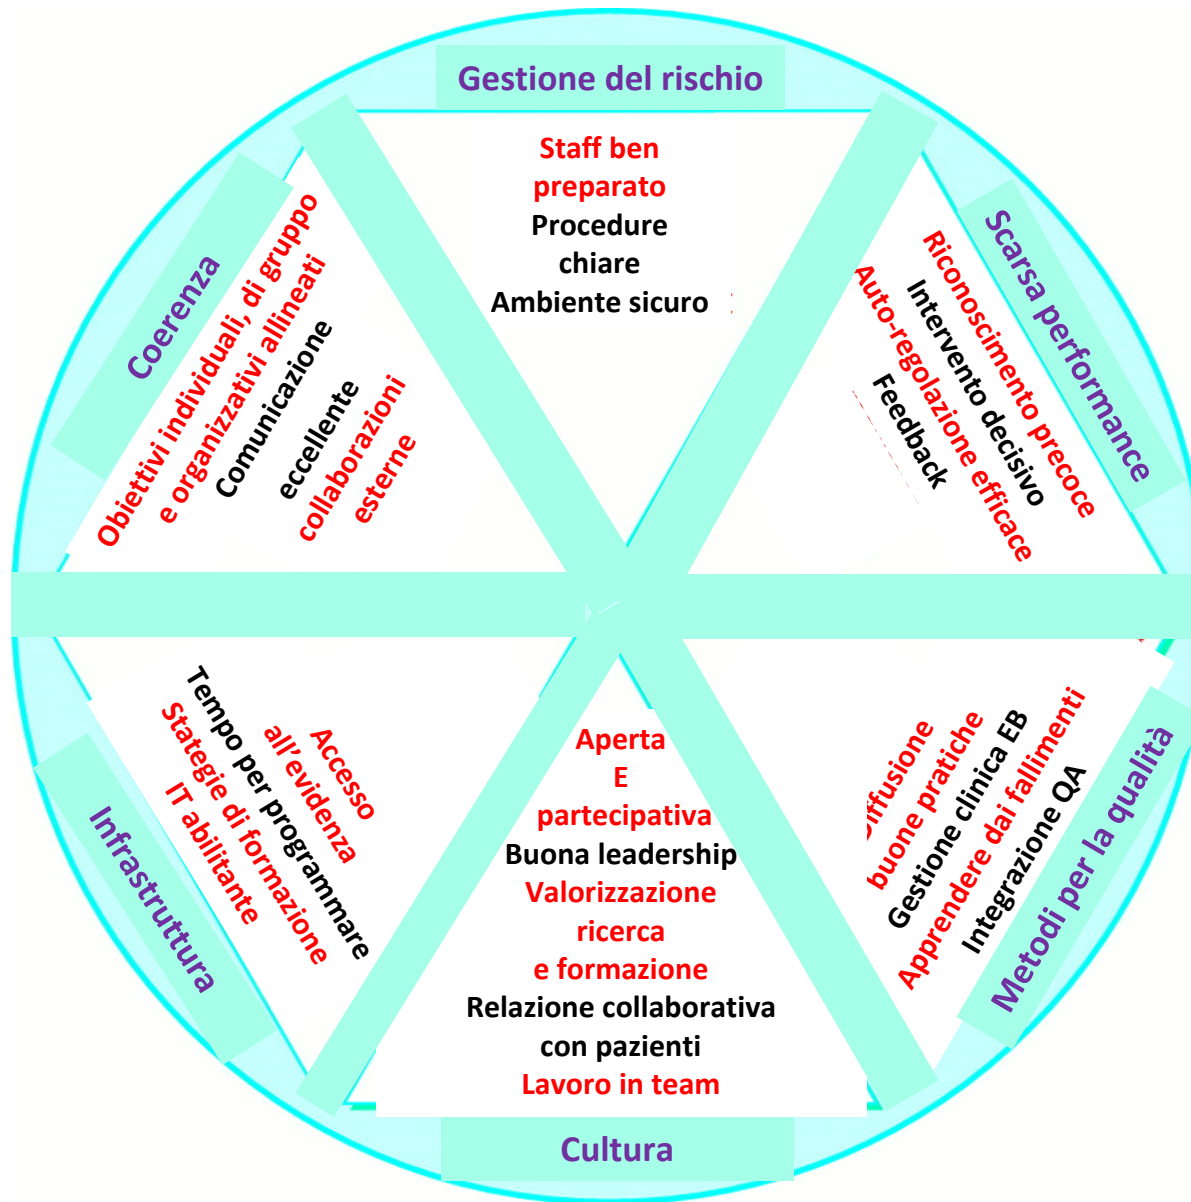 Gestione del rischio
Staff ben
preparato
Procedure
chiare
Ambiente sicuro
Scarsa performance
Riconoscimento precoce
Intervento decisivo
Auto-regolazione efficace
Feedback
Metodi per la qualità
buone pratiche
Gestione clinica EB
Apprendere dai fallimenti
Integrazione QA
Cultura
Aperta
E
partecipativa
Buona leadership
Valorizzazione
ricerca
e formazione
Relazione collaborativa
con pazienti
Lavoro in team
Infrastruttura
Accesso
all'evidenza
Tempo per programmare
Stategie di formazione
IT abilitante
Coerenza
Obiettivi individuali, di gruppo
e organizzativi allineati
Comunicazione
eccellente
collaborazioni
esterne